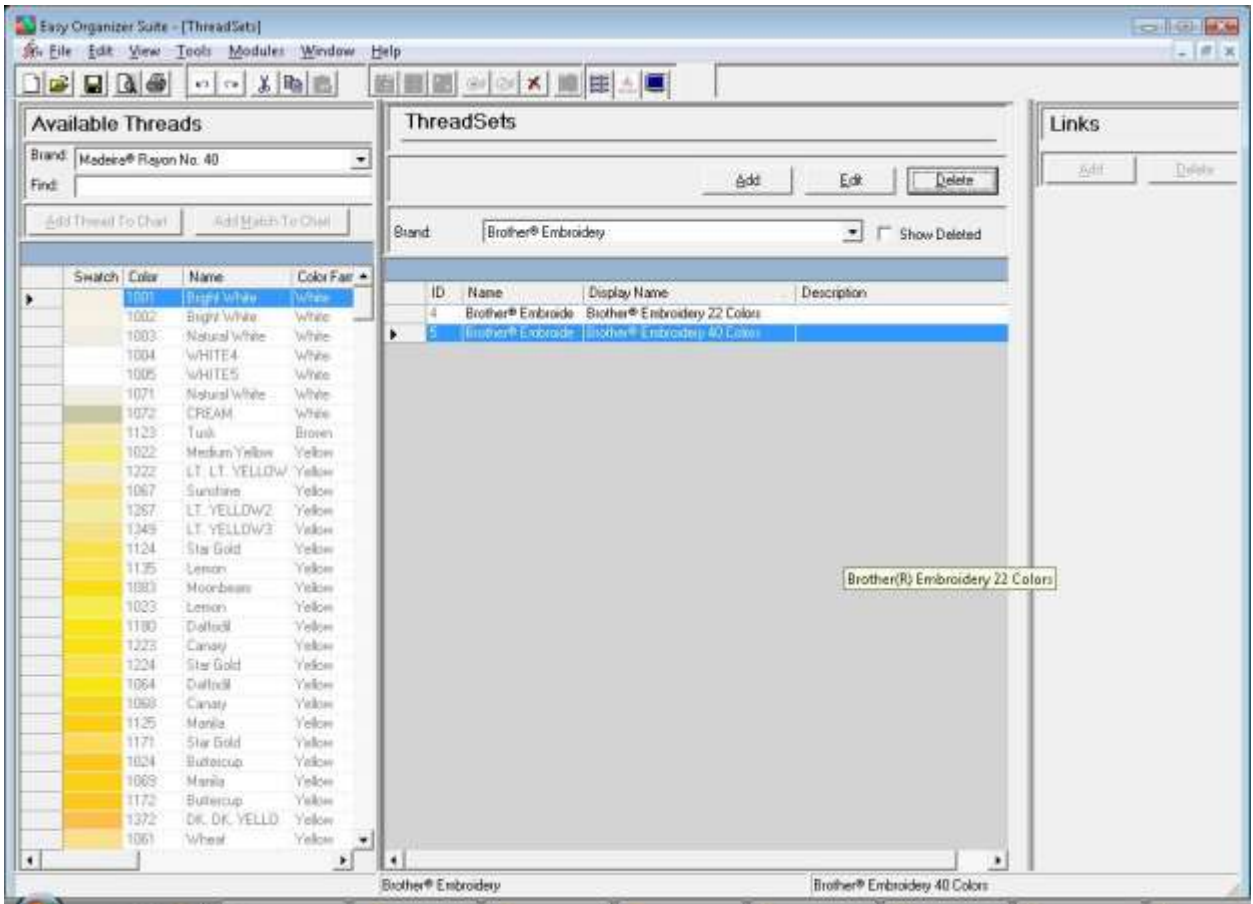 Easy Organizer Suite - [ThreadSets]
File Edit View Tools Modules Window Help
Available Threads
Brand: Madeira® Rayon No. 40
Find:
Add Thread To Chart Add Match To Chart
Swatch Color Name Color Fam
1001 Bright White White
1002 Bright White White
1003 Natural White White
1004 WHITE4 White
1005 WHITE5 White
1071 Natural White White
1072 CREAM White
1123 Tusk Brown
1022 Medium Yellow Yellow
1222 LT. LT. YELLOW Yellow
1067 Sunshine Yellow
1267 LT. YELLOW2 Yellow
1349 LT. YELLOW3 Yellow
1124 Star Gold Yellow
1135 Lemon Yellow
1083 Moonbeam Yellow
1023 Lemon Yellow
1180 Daffodil Yellow
1223 Canary Yellow
1224 Star Gold Yellow
1064 Daffodil Yellow
1068 Canary Yellow
1125 Manila Yellow
1171 Star Gold Yellow
1024 Buttercup Yellow
1069 Manila Yellow
1172 Buttercup Yellow
1372 DK. DK. YELLO Yellow
1061 Wheat Yellow
ThreadSets
Add Edit Delete
Brand: Brother® Embroidery Show Deleted
ID Name Display Name Description
4 Brother® Embroide Brother® Embroidery 22 Colors
5 Brother® Embroide Brother® Embroidery 40 Colors
Brother(R) Embroidery 22 Colors
Links
Add Delete
Brother® Embroidery Brother® Embroidery 40 Colors